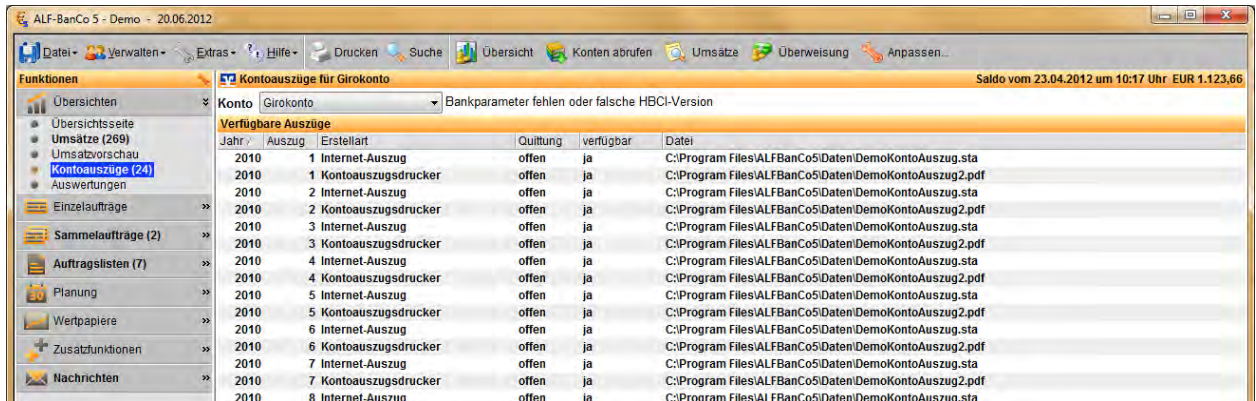 ALF-BanCo 5 - Demo - 20.06.2012
Datei Verwalten Extras Hilfe Drucken Suche Übersicht Konten abrufen Umsätze Überweisung Anpassen...
Funktionen
Kontoauszüge für Girokonto Saldo vom 23.04.2012 um 10:17 Uhr EUR 1.123,66
Übersichten
Übersichtsseite
Umsätze (269)
Umsatzvorschau
Kontoauszüge (24)
Auswertungen
Einzelaufträge
Sammelaufträge (2)
Auftragslisten (7)
Planung
Wertpapiere
Zusatzfunktionen
Nachrichten
Konto Girokonto Bankparameter fehlen oder falsche HBCI-Version
Verfügbare Auszüge
Jahr Auszug Erstellart Quittung verfügbar Datei
2010 1 Internet-Auszug offen ja C:\Program Files\ALFBanCo5\Daten\DemoKontoAuszug.sta
2010 1 Kontoauszugsdrucker offen ja C:\Program Files\ALFBanCo5\Daten\DemoKontoAuszug2.pdf
2010 2 Internet-Auszug offen ja C:\Program Files\ALFBanCo5\Daten\DemoKontoAuszug.sta
2010 2 Kontoauszugsdrucker offen ja C:\Program Files\ALFBanCo5\Daten\DemoKontoAuszug2.pdf
2010 3 Internet-Auszug offen ja C:\Program Files\ALFBanCo5\Daten\DemoKontoAuszug.sta
2010 3 Kontoauszugsdrucker offen ja C:\Program Files\ALFBanCo5\Daten\DemoKontoAuszug2.pdf
2010 4 Internet-Auszug offen ja C:\Program Files\ALFBanCo5\Daten\DemoKontoAuszug.sta
2010 4 Kontoauszugsdrucker offen ja C:\Program Files\ALFBanCo5\Daten\DemoKontoAuszug2.pdf
2010 5 Internet-Auszug offen ja C:\Program Files\ALFBanCo5\Daten\DemoKontoAuszug.sta
2010 5 Kontoauszugsdrucker offen ja C:\Program Files\ALFBanCo5\Daten\DemoKontoAuszug2.pdf
2010 6 Internet-Auszug offen ja C:\Program Files\ALFBanCo5\Daten\DemoKontoAuszug.sta
2010 6 Kontoauszugsdrucker offen ja C:\Program Files\ALFBanCo5\Daten\DemoKontoAuszug2.pdf
2010 7 Internet-Auszug offen ja C:\Program Files\ALFBanCo5\Daten\DemoKontoAuszug.sta
2010 7 Kontoauszugsdrucker offen ja C:\Program Files\ALFBanCo5\Daten\DemoKontoAuszug2.pdf
2010 8 Internet-Auszug offen ja C:\Program Files\ALFBanCo5\Daten\DemoKontoAuszug.sta